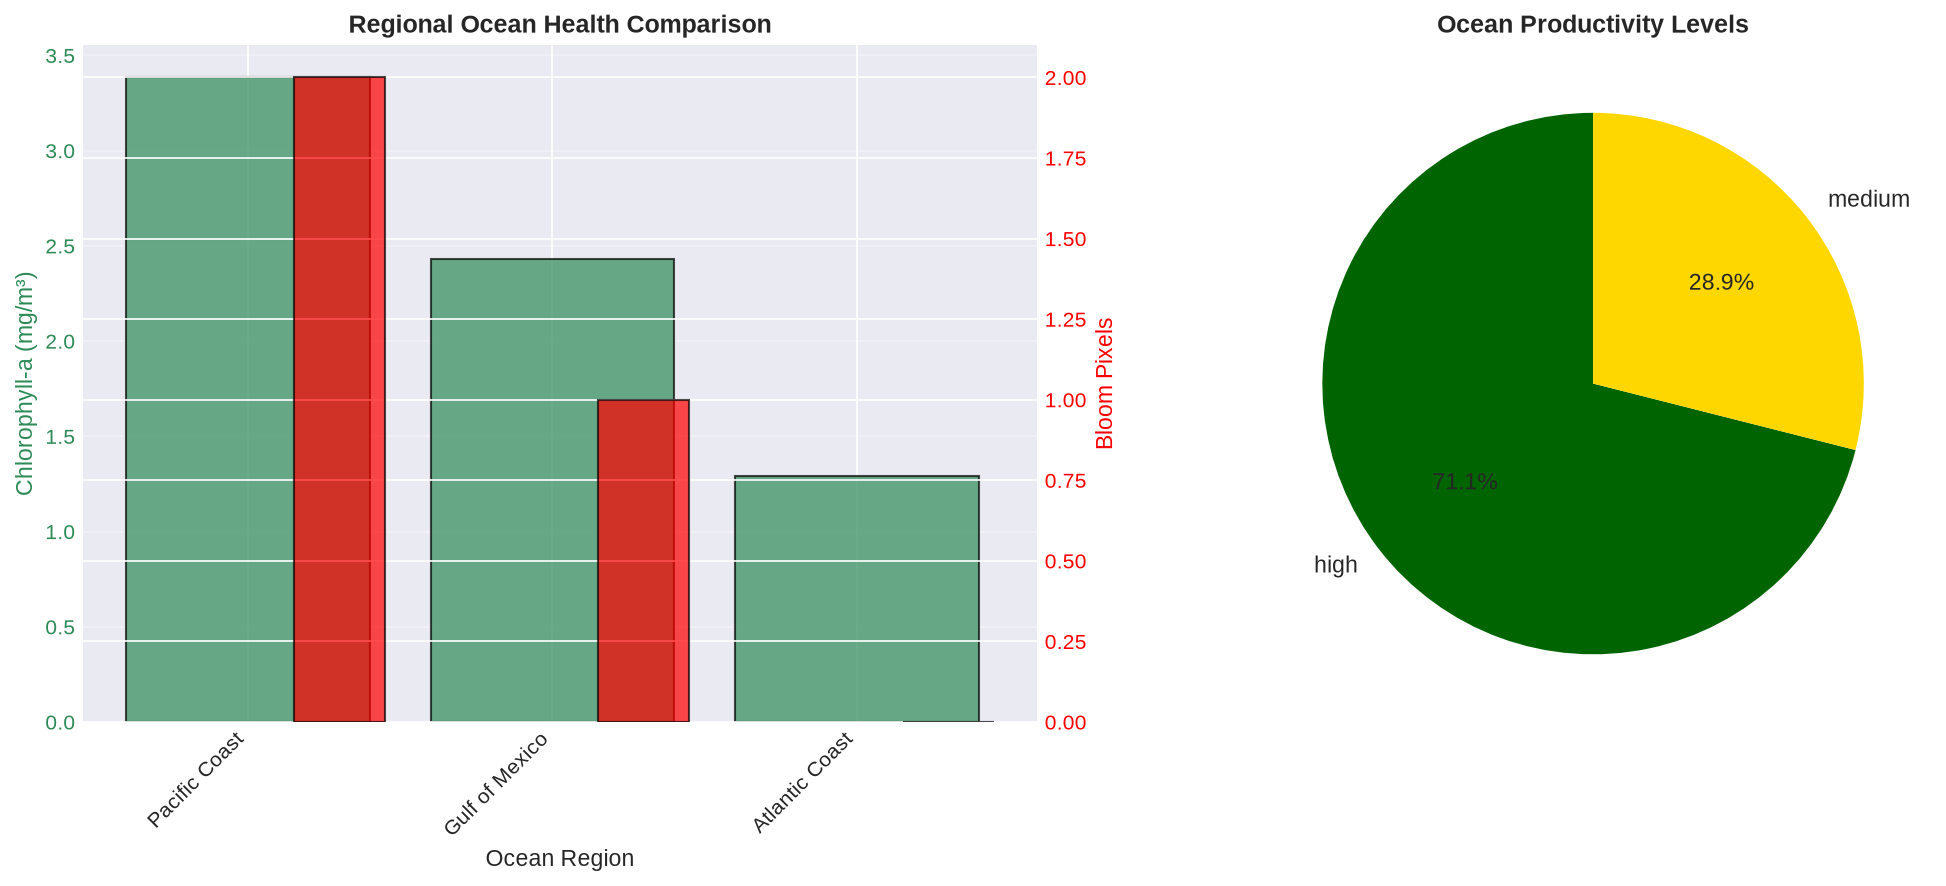 Regional Ocean Health Comparison
3.5
3.0
2.5
2.0
1.5
1.0
0.5
0.0
Chlorophyll-a (mg/m³)
2.00
1.75
1.50
1.25
1.00
0.75
0.50
0.25
0.00
Bloom Pixels
Pacific Coast
Gulf of Mexico
Atlantic Coast
Ocean Region
Ocean Productivity Levels
medium
28.9%
71.1%
high